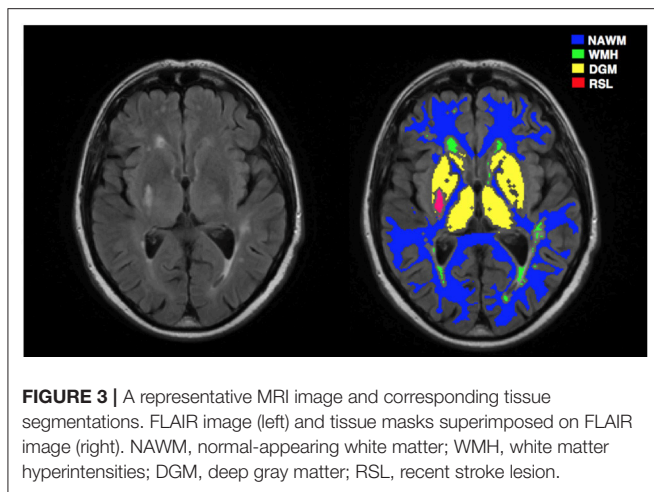 NAWM
WMH
DGM
RSL
FIGURE 3 | A representative MRI image and corresponding tissue
segmentations. FLAIR image (left) and tissue masks superimposed on FLAIR
image (right). NAWM, normal-appearing white matter; WMH, white matter
hyperintensities; DGM, deep gray matter; RSL, recent stroke lesion.